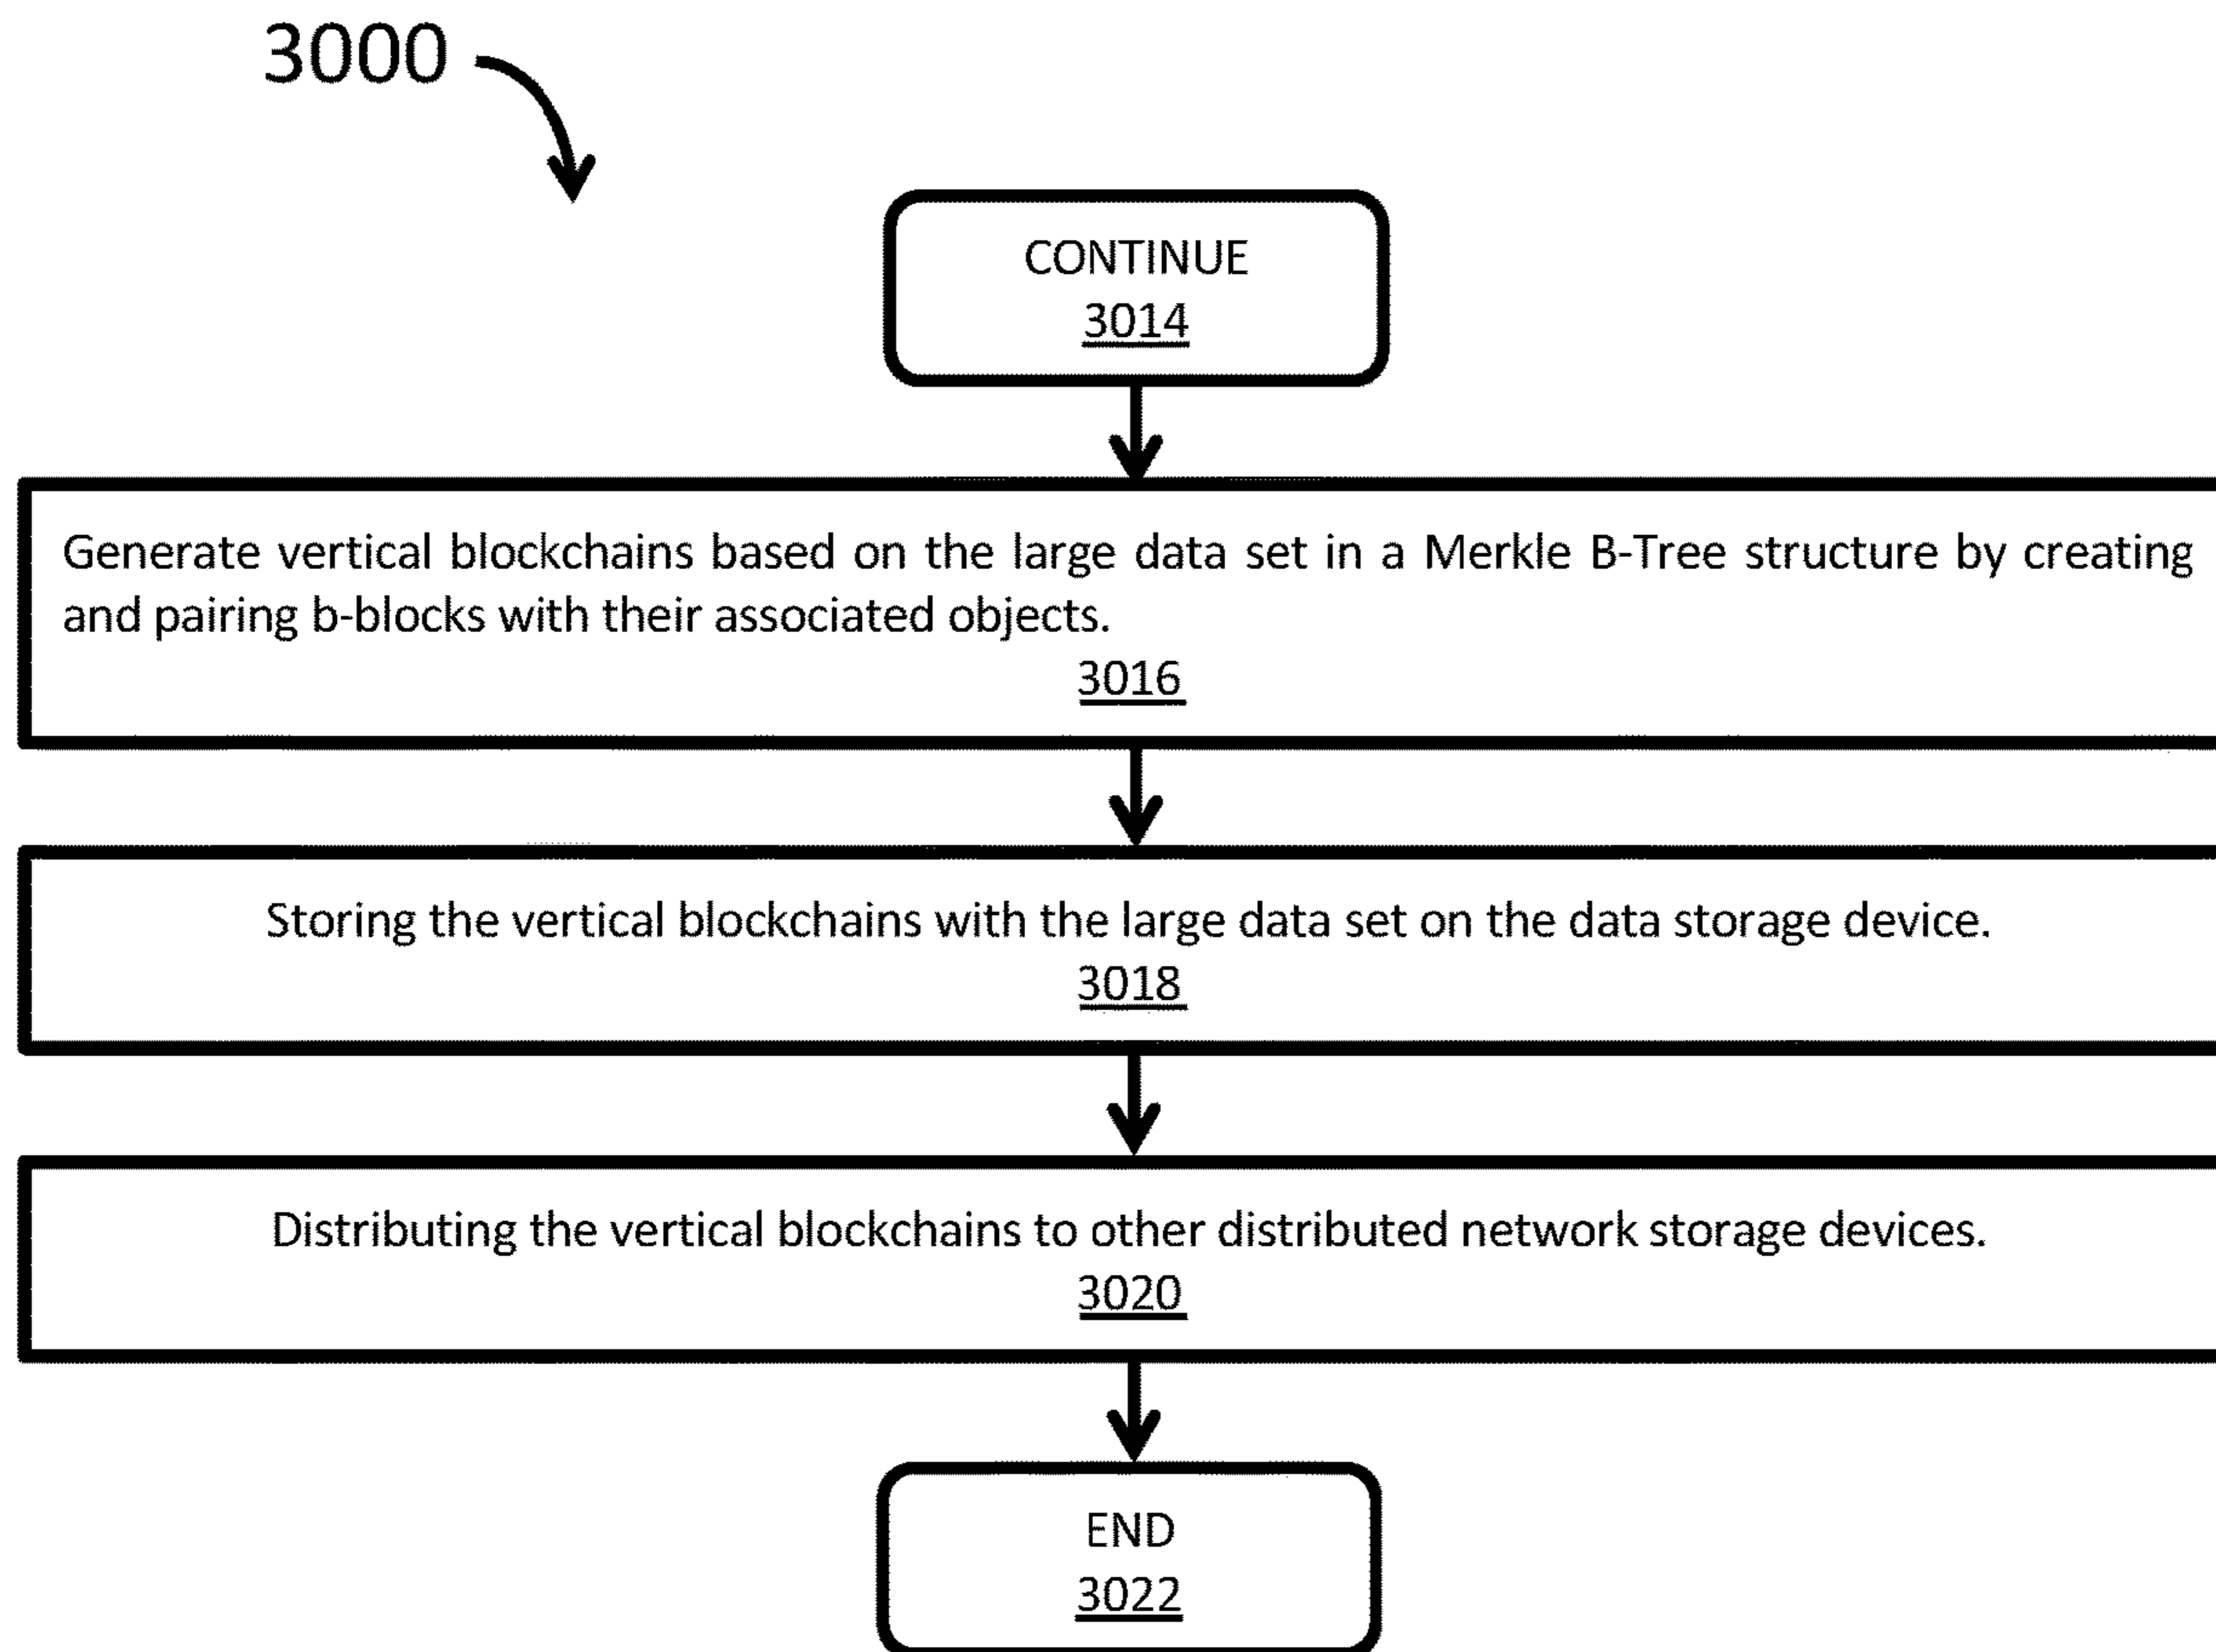 3000
CONTINUE
3014
Generate vertical blockchains based on the large data set in a Merkle B-Tree structure by creating
and pairing b-blocks with their associated objects.
3016
Storing the vertical blockchains with the large data set on the data storage device.
3018
Distributing the vertical blockchains to other distributed network storage devices.
3020
END
3022